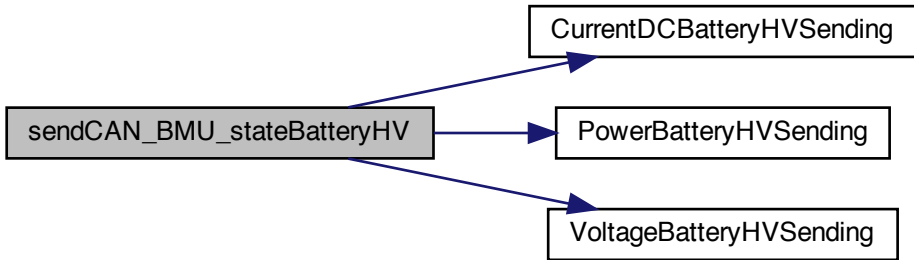 CurrentDCBatteryHVSending
sendCAN_BMU_stateBatteryHV
PowerBatteryHVSending
VoltageBatteryHVSending